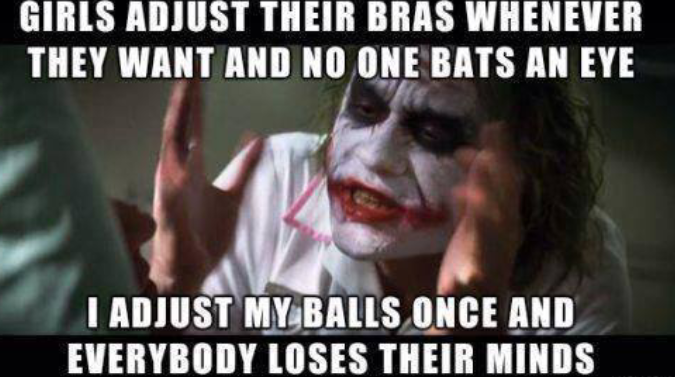 GIRLS ADJUST THEIR BRAS WHENEVER
THEY WANT AND NO ONE BATS AN EYE
I ADJUST MY BALLS ONCE AND
EVERYBODY LOSES THEIR MINDS